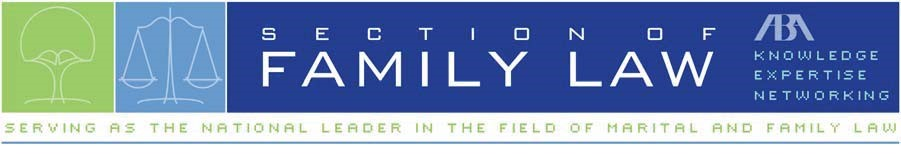 SECTION OF
FAMILY LAW
ABA
KNOWLEDGE
EXPERTISE
NETWORKING
SERVING AS THE NATIONAL LEADER IN THE FIELD OF MARITAL AND FAMILY LAW